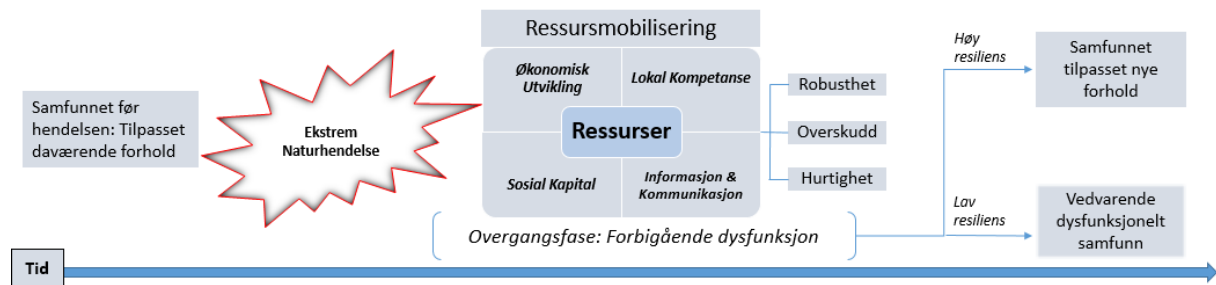 Samfunnet før
hendelsen: Tilpasset
daværende forhold
Ekstrem
Naturhendelse
Ressursmobilisering
Økonomisk
Utvikling
Lokal Kompetanse
Ressurser
Sosial Kapital
Informasjon &
Kommunikasjon
Robusthet
Overskudd
Hurtighet
Overgangsfase: Forbigående dysfunksjon
Høy
resiliens
Samfunnet
tilpasset nye
forhold
Lav
resiliens
Vedvarende
dysfunksjonelt
samfunn
Tid